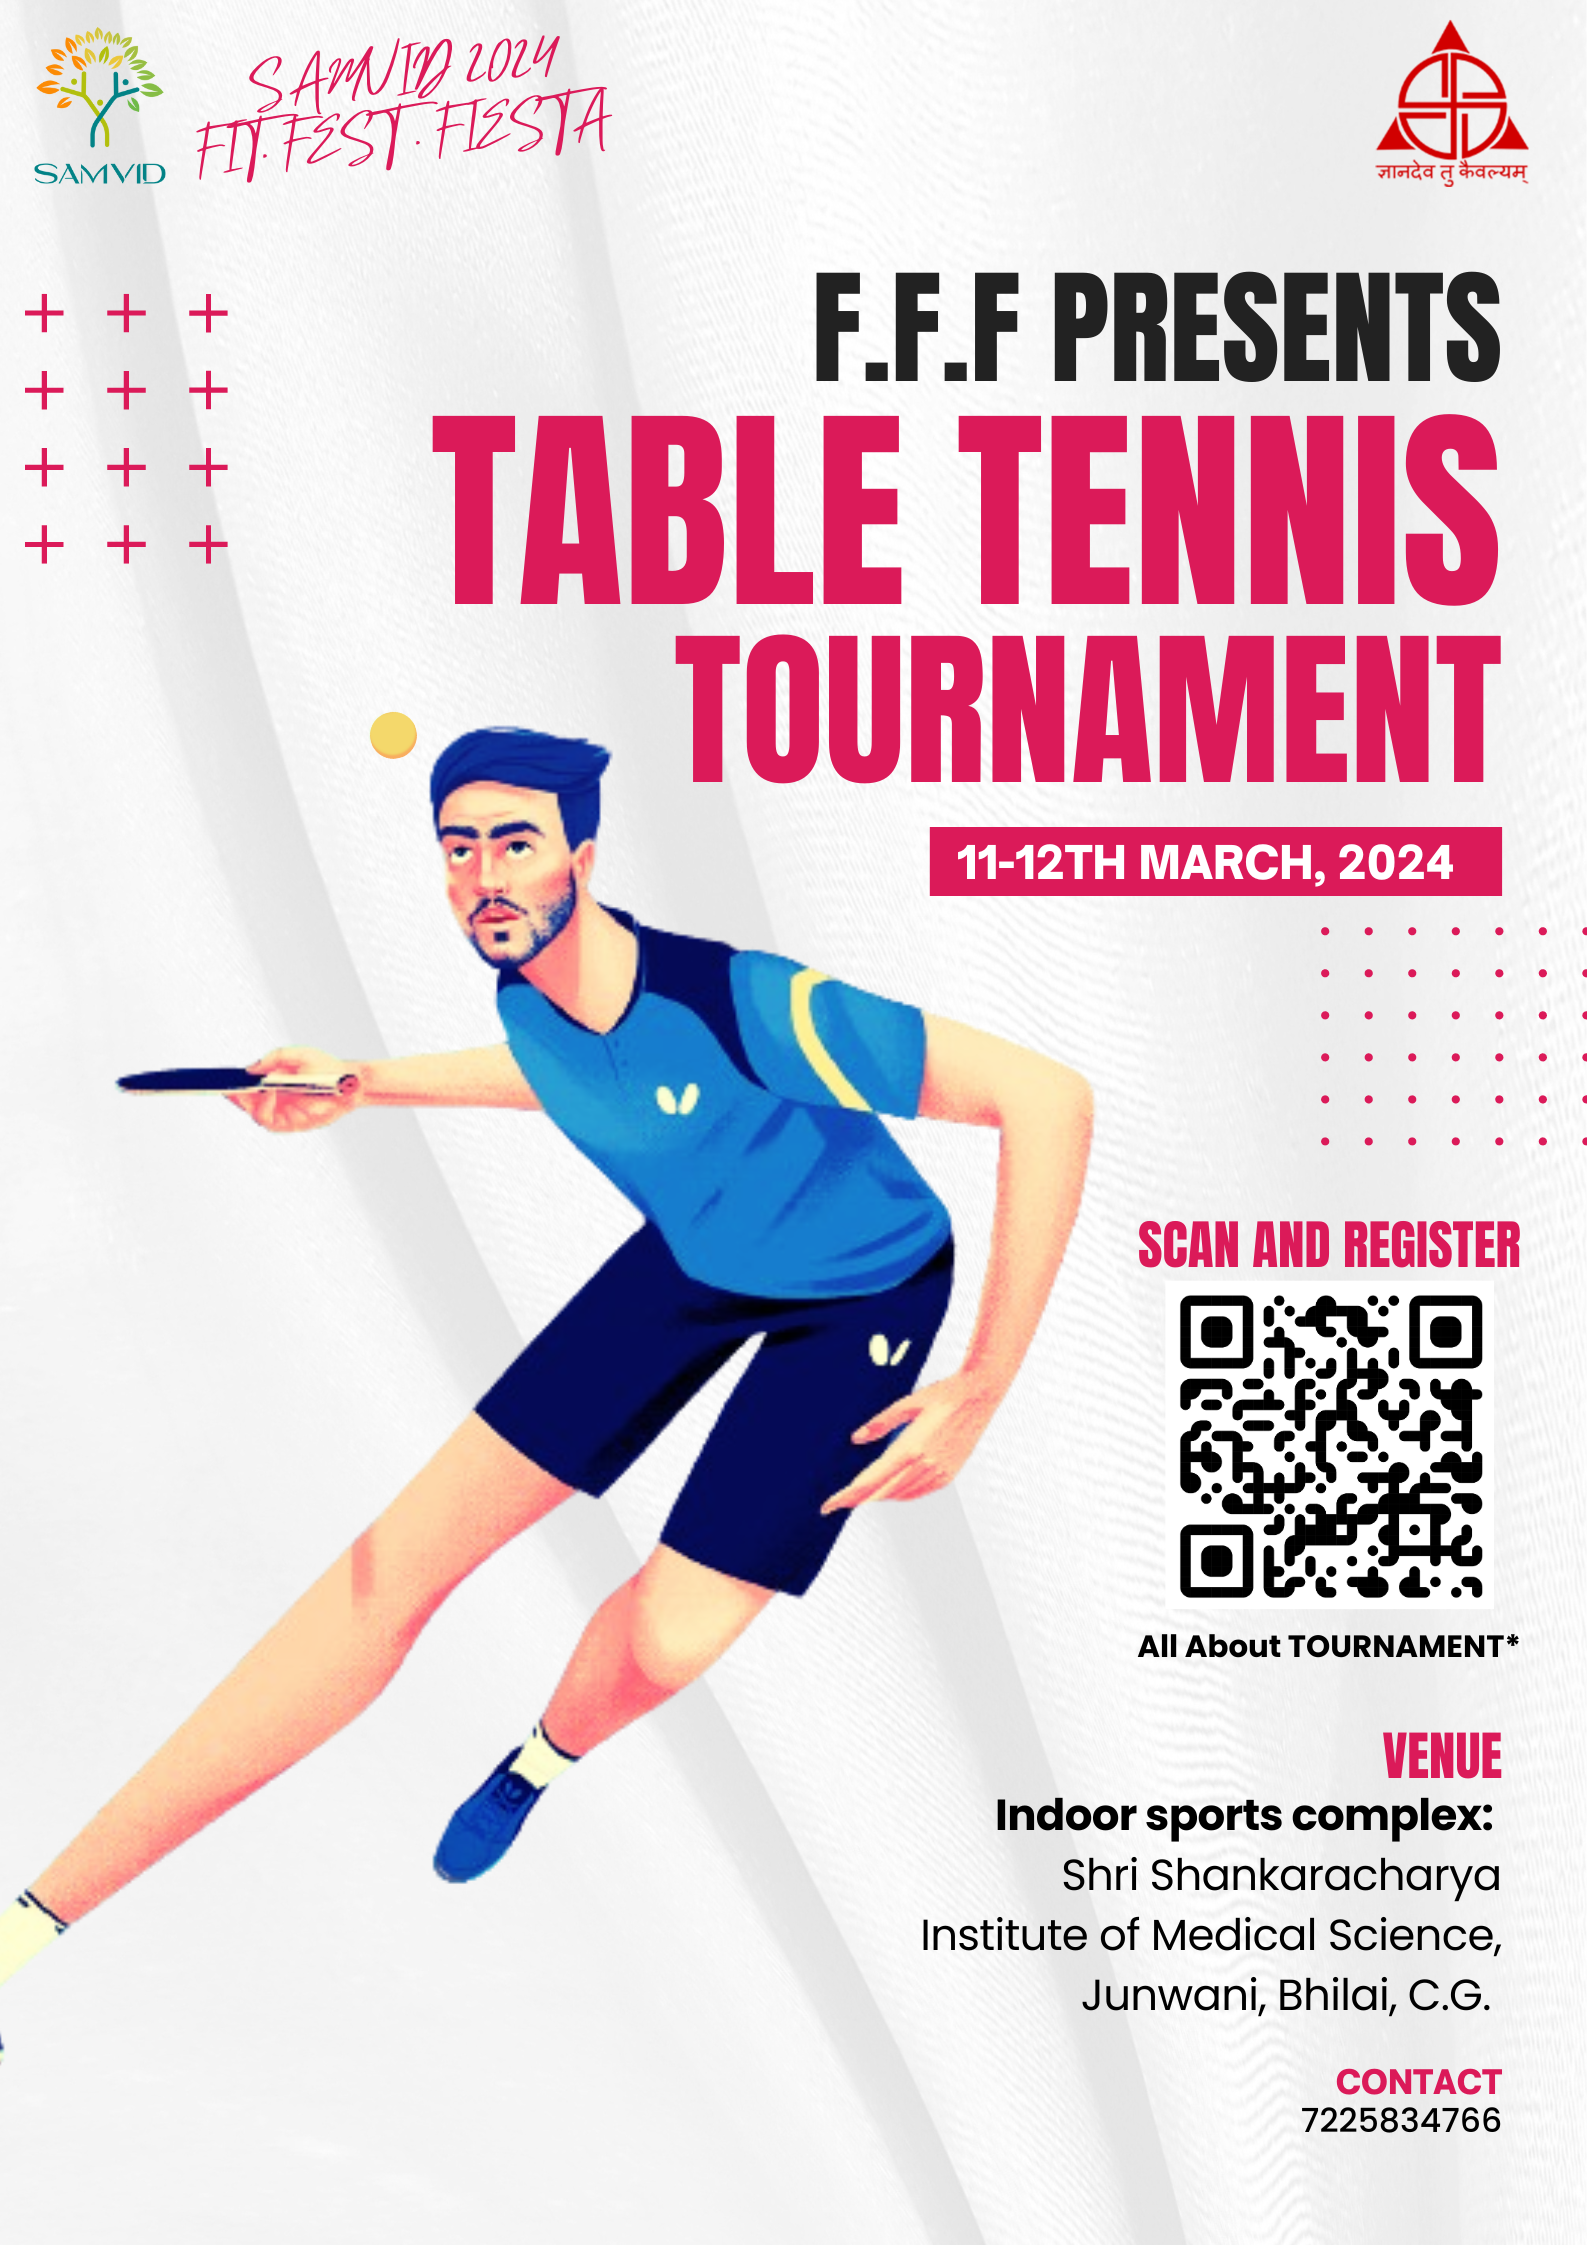 SAMVID
SAMVID 2024
FIT. FEST. FIESTA
ज्ञानदेव तु कैवल्यम्
F.F.F PRESENTS
TABLE TENNIS
TOURNAMENT
11-12TH MARCH, 2024
SCAN AND REGISTER
All About TOURNAMENT*
VENUE
Indoor sports complex:
Shri Shankaracharya
Institute of Medical Science,
Junwani, Bhilai, C.G.
CONTACT
7225834766